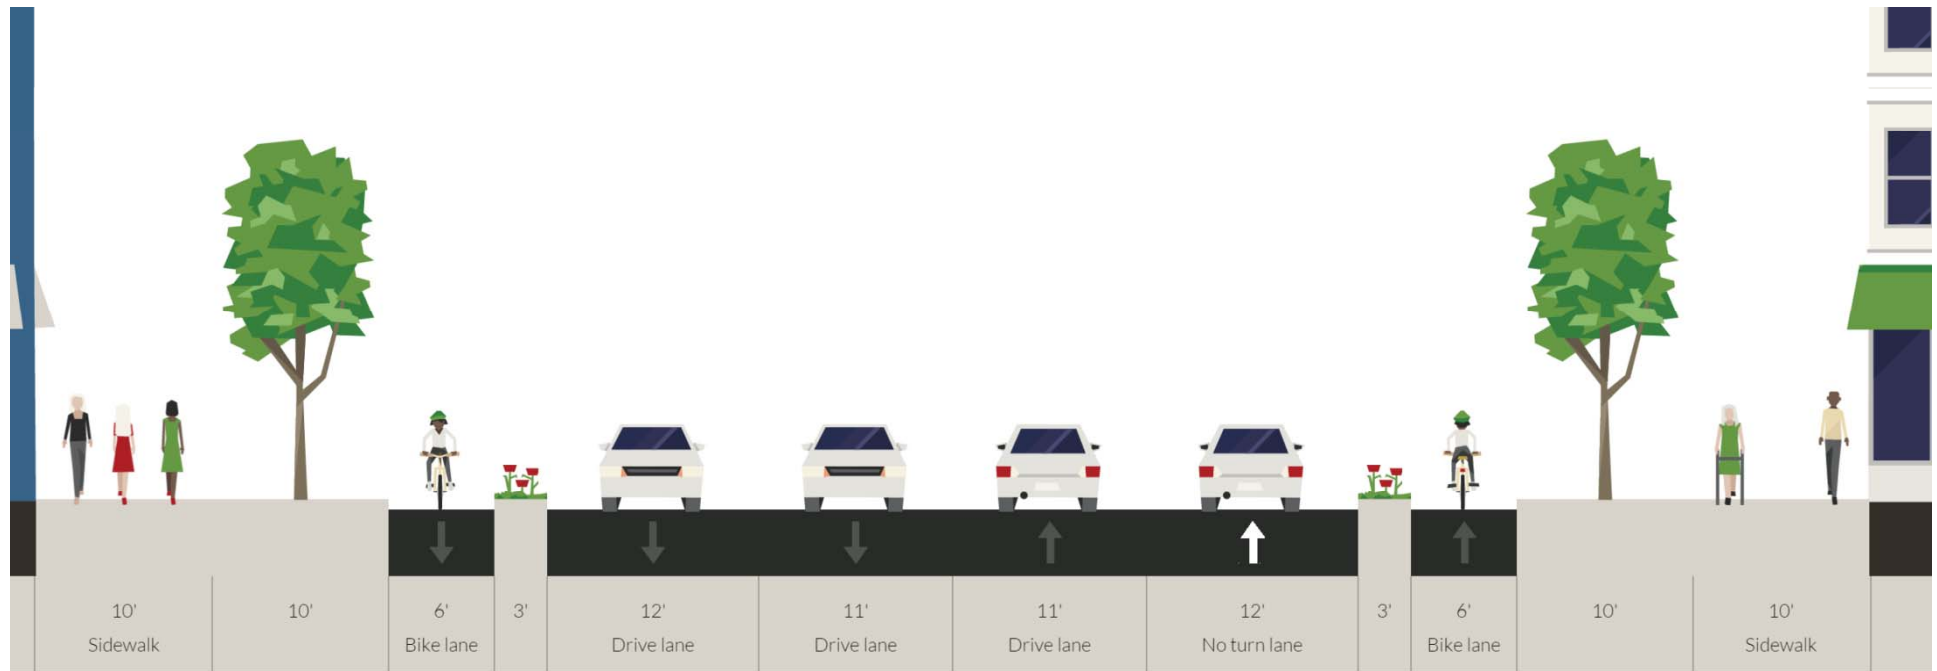 10' 10' 6' 3' 12' 11' 11' 12' 3' 6' 10' 10'
Sidewalk Bike lane Drive lane Drive lane Drive lane No turn lane Bike lane Sidewalk